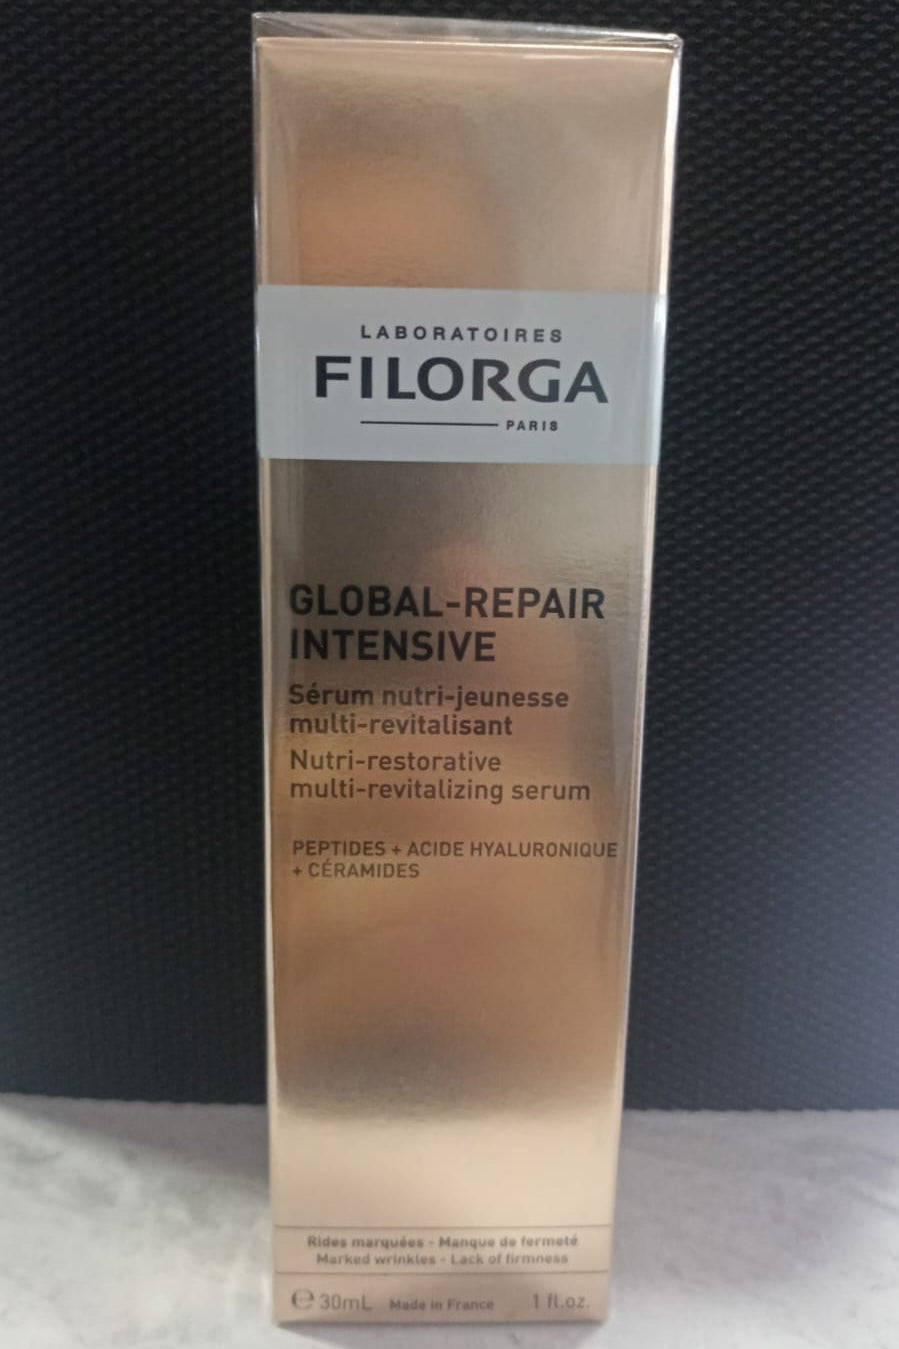 LABORATOIRES
FILORGA
PARIS
GLOBAL-REPAIR
INTENSIVE
Sérum nutri-jeunesse
multi-revitalisant
Nutri-restorative
multi-revitalizing serum
PEPTIDES + ACIDE HYALURONIQUE
+ CÉRAMIDES
Rides marquées - Manque de fermeté
Marked wrinkles - Lack of firmness
℮ 30mL Made in France 1 fl.oz.